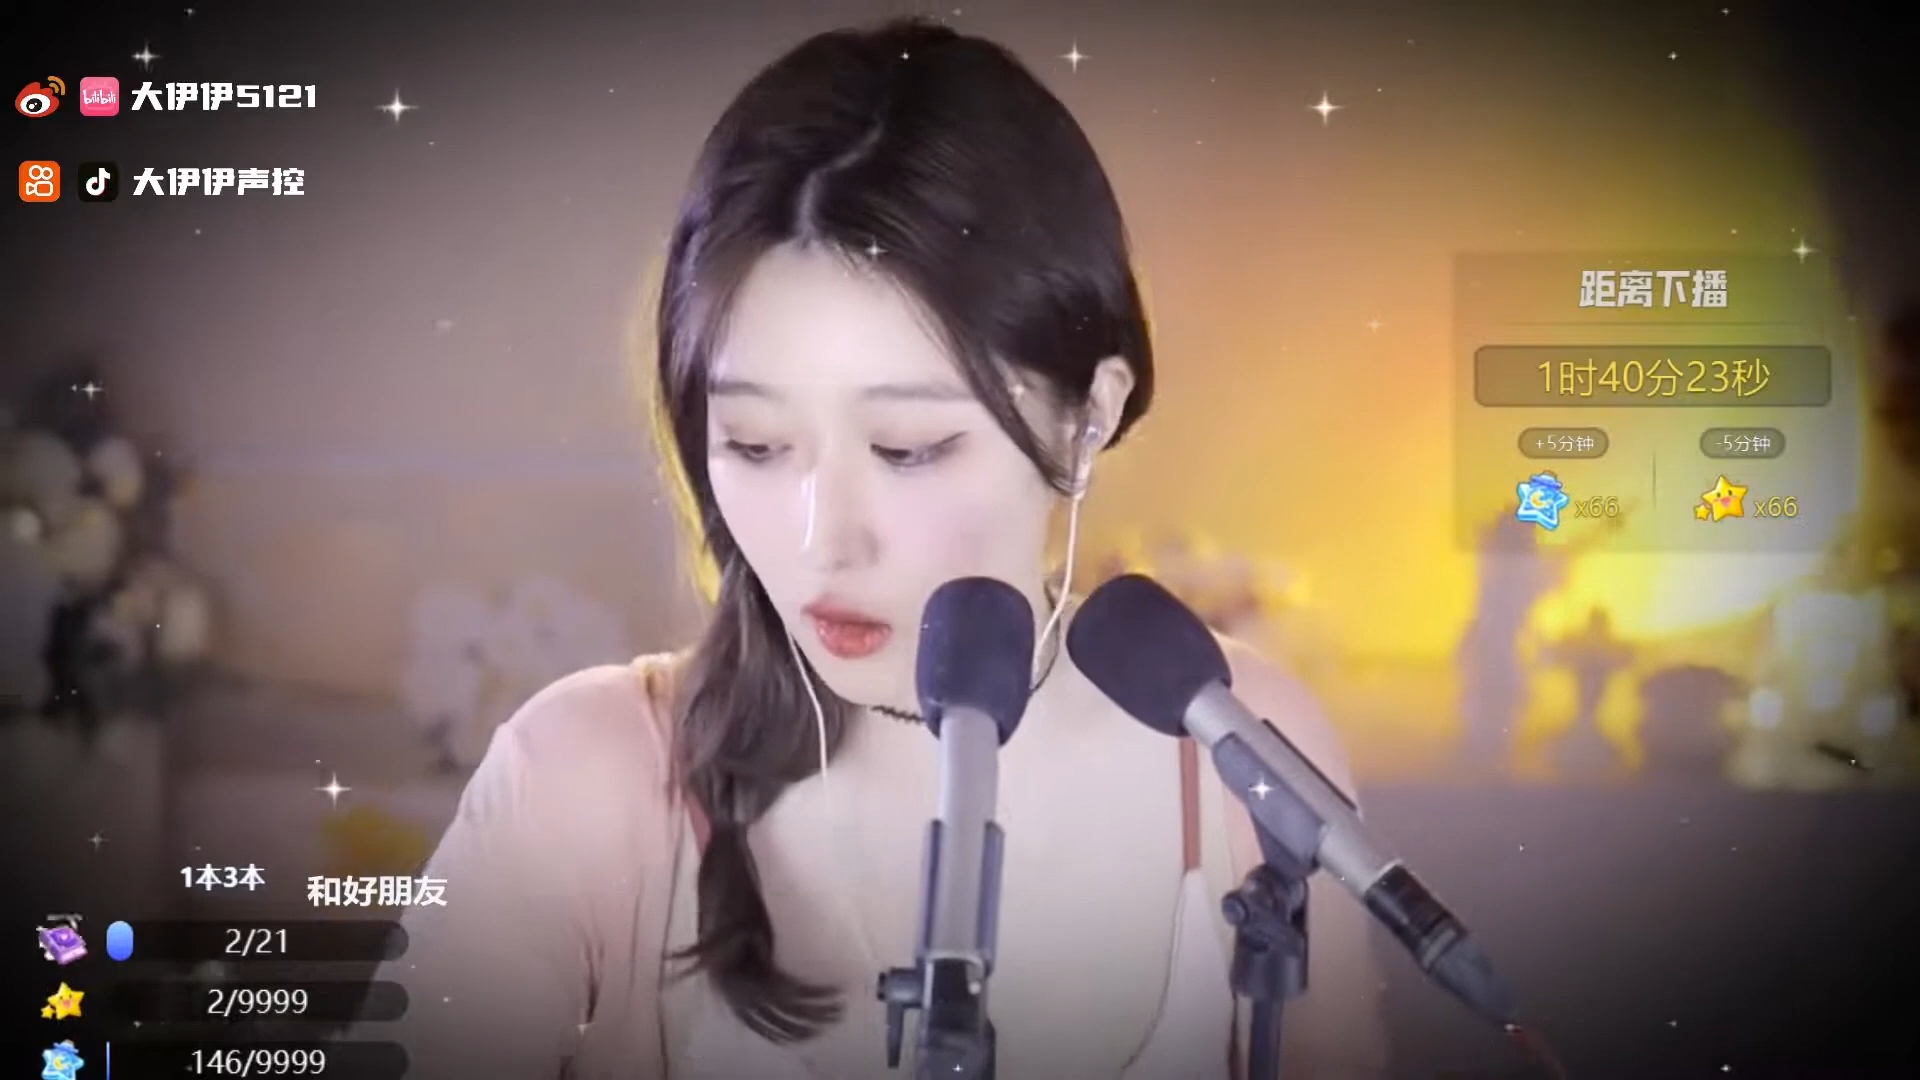 bilibili
大伊伊5121
大伊伊声控
距离下播
1时40分23秒
+5分钟
-5分钟
x66
x66
1本3本
和好朋友
2/21
2/9999
146/9999